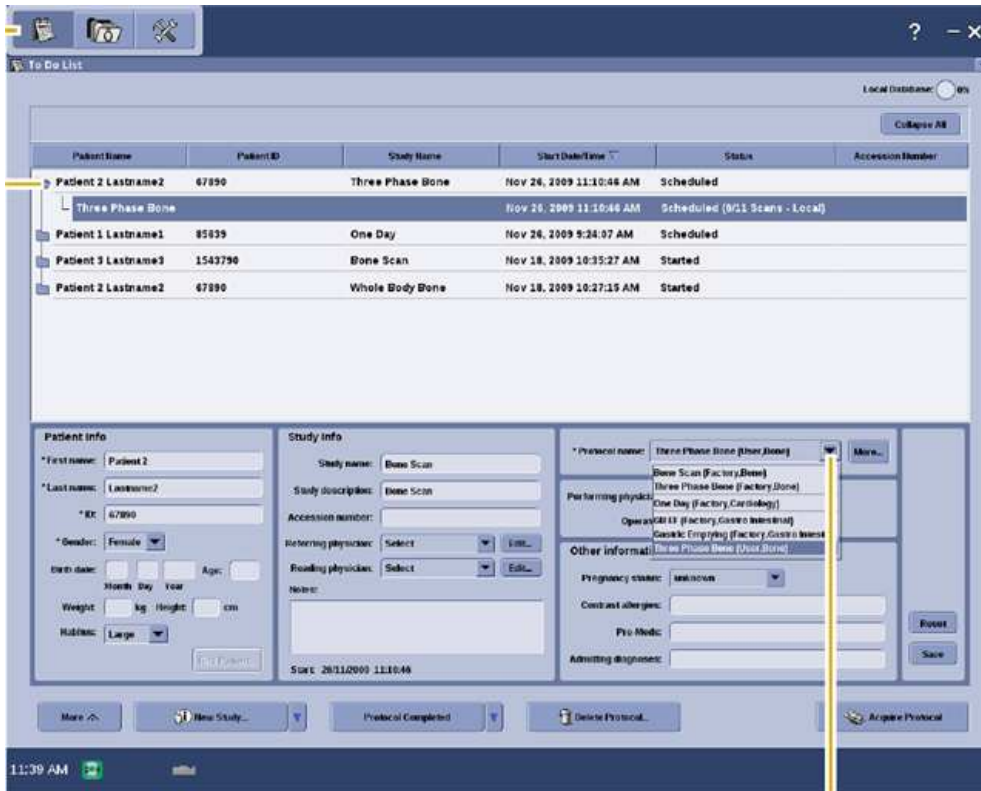 ?
To Do List
Local Database: 0%
Collapse All
Patient Name Patient ID Study Name Start Date/Time Status Accession Number
Patient 2 Lastname2 67890 Three Phase Bone Nov 26, 2009 11:10:46 AM Scheduled
Three Phase Bone Nov 26, 2009 11:10:46 AM Scheduled (0/11 Scans - Local)
Patient 1 Lastname1 85639 One Day Nov 26, 2009 9:24:07 AM Scheduled
Patient 3 Lastname3 1543790 Bone Scan Nov 18, 2009 10:35:27 AM Started
Patient 2 Lastname2 67890 Whole Body Bone Nov 18, 2009 10:27:15 AM Started
Patient Info
*First name: Patient 2
*Last name: Lastname2
*ID: 67890
*Gender: Female
Birth date: Age:
Month Day Year
Weight: kg Height: cm
Habitus: Large
Study Info
Study name: Bone Scan
Study description: Bone Scan
Accession number:
Referring physician: Select Edit...
Reading physician: Select Edit...
Notes:
Start: 26/11/2009 11:10:46
*Protocol name: Three Phase Bone (User,Bone) More...
Bone Scan (Factory,Bone)
Three Phase Bone (Factory,Bone)
One Day (Factory,Cardiology)
(Factory,Gastro Intestinal)
Gastric Emptying (Factory,Gastro Intest
Three Phase Bone (User,Bone)
Performing physici
Operat
Other informati
Pregnancy status: unknown
Contrast allergies:
Pre-Meds:
Admitting diagnoses:
Reset
Save
More New Study... Protocol Completed Delete Protocol... Acquire Protocol
11:39 AM